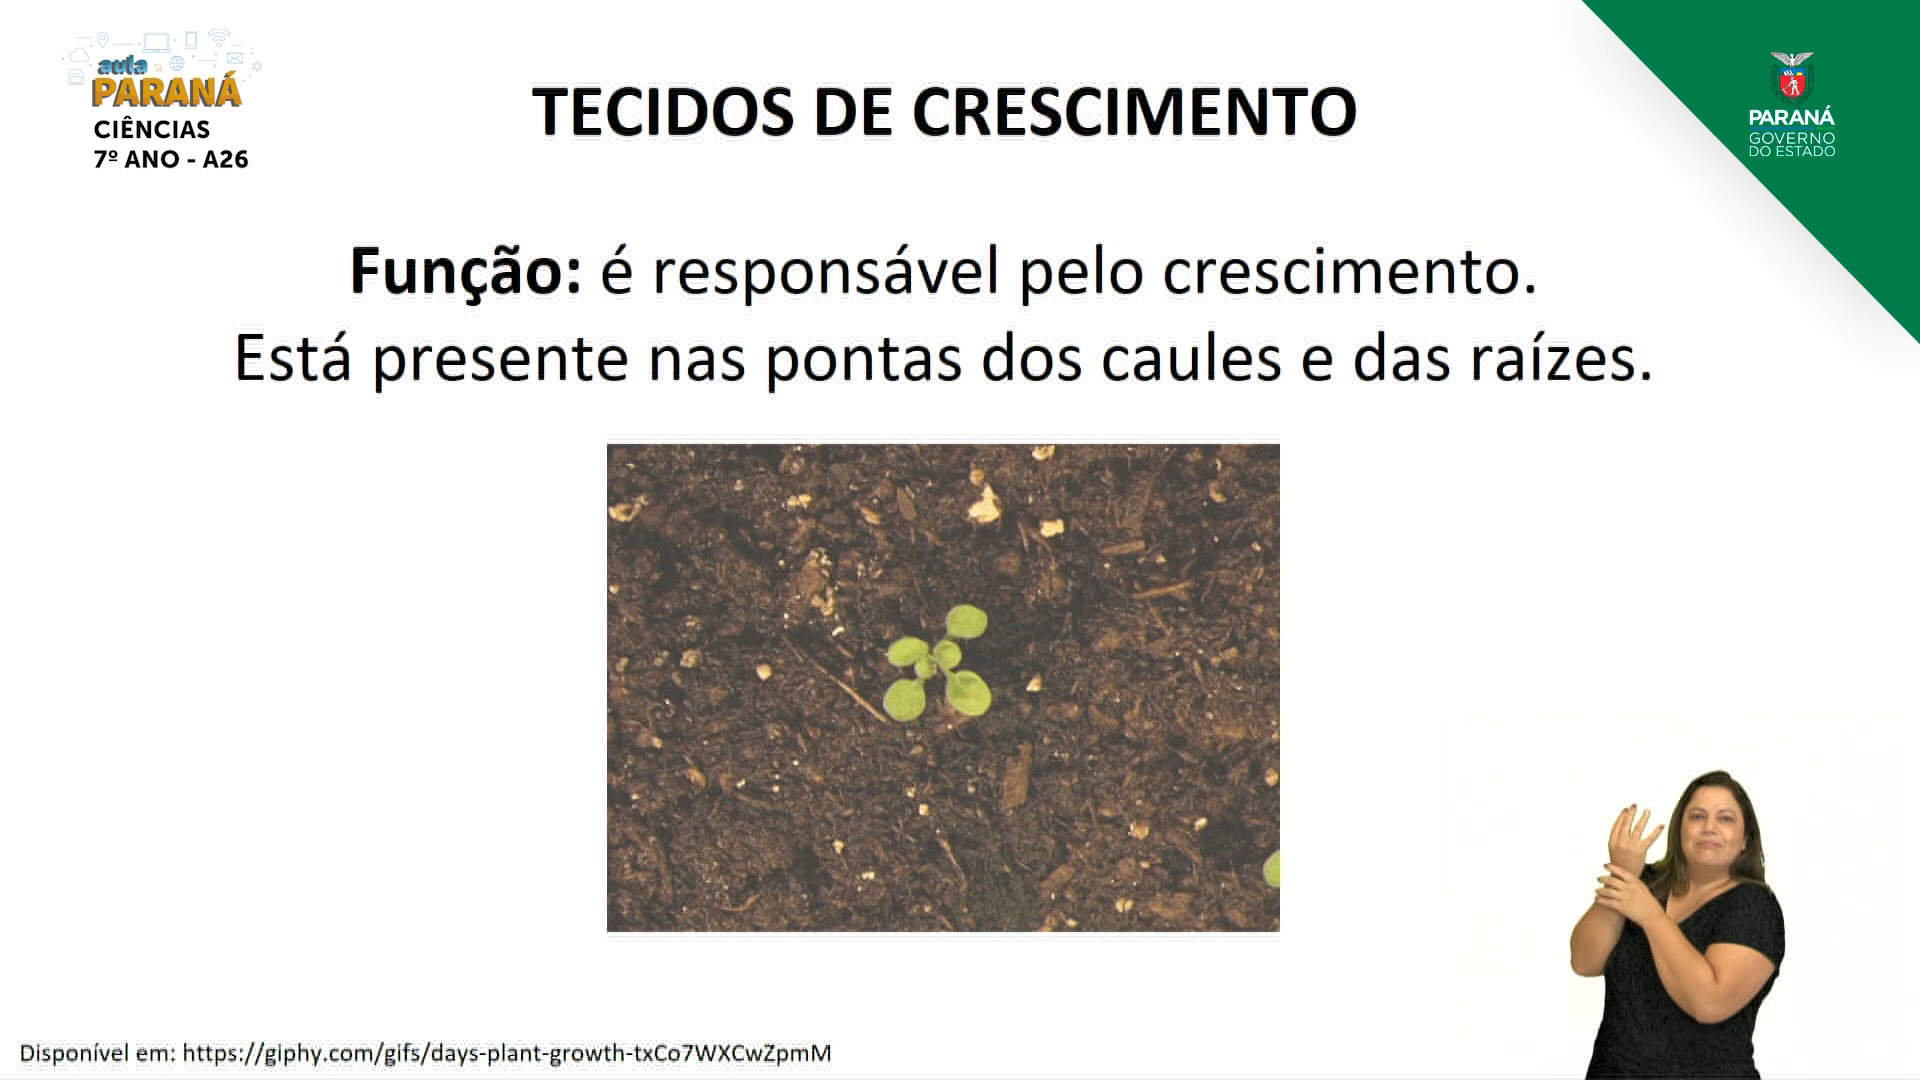 aula
PARANÁ
CIÊNCIAS
7º ANO - A26
TECIDOS DE CRESCIMENTO
PARANÁ
GOVERNO
DO ESTADO
Função: é responsável pelo crescimento.
Está presente nas pontas dos caules e das raízes.
Disponível em: https://giphy.com/gifs/days-plant-growth-txCo7WXCwZpmM